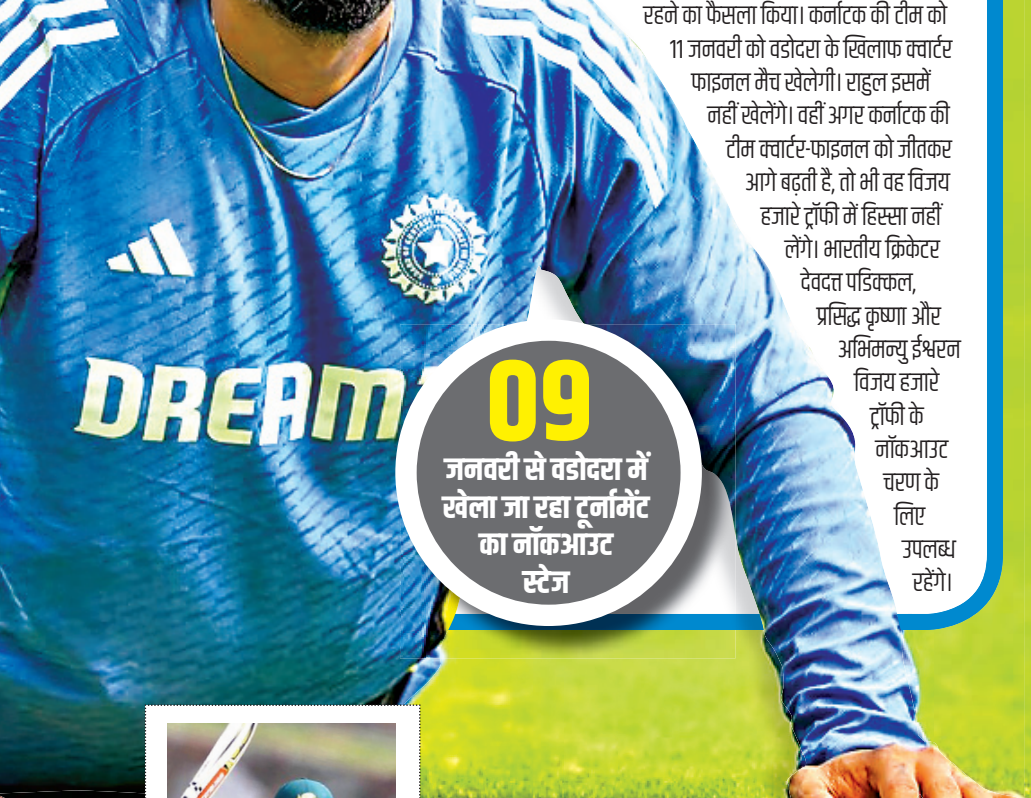 रहने का फैसला किया। कर्नाटक की टीम को
11 जनवरी को वडोदरा के खिलाफ क्वार्टर
फाइनल मैच खेलेगी। राहुल इसमें
नहीं खेलेंगे। वहीं अगर कर्नाटक की
टीम क्वार्टर-फाइनल को जीतकर
आगे बढ़ती है, तो भी वह विजय
हजारे ट्रॉफी में हिस्सा नहीं
लेंगे। भारतीय क्रिकेटर
देवदत्त पडिक्कल,
प्रसिद्ध कृष्णा और
अभिमन्यु ईश्वरन
विजय हजारे
ट्रॉफी के
नॉकआउट
चरण के
लिए
उपलब्ध
रहेंगे।
DREAM
09
जनवरी से वडोदरा में
खेला जा रहा टूर्नामेंट
का नॉकआउट
स्टेज